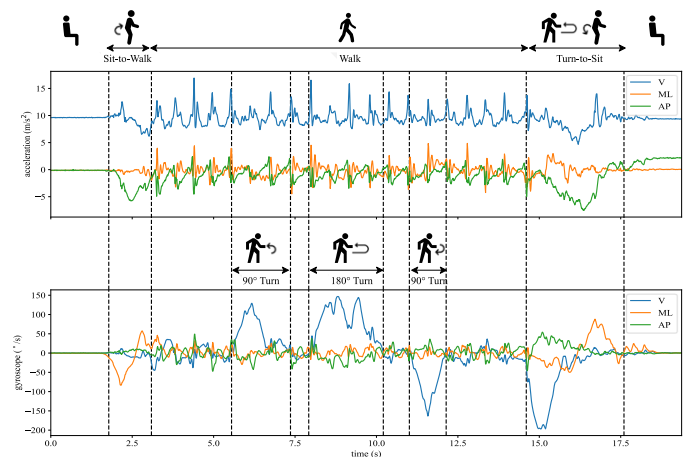 Sit-to-Walk Walk Turn-to-Sit
V
ML
AP
acceleration (m/s²)
15
10
5
0
−5
90° Turn 180° Turn 90° Turn
V
ML
AP
gyroscope (°/s)
150
100
50
0
−50
−100
−150
−200
0.0 2.5 5.0 7.5 10.0 12.5 15.0 17.5
time (s)